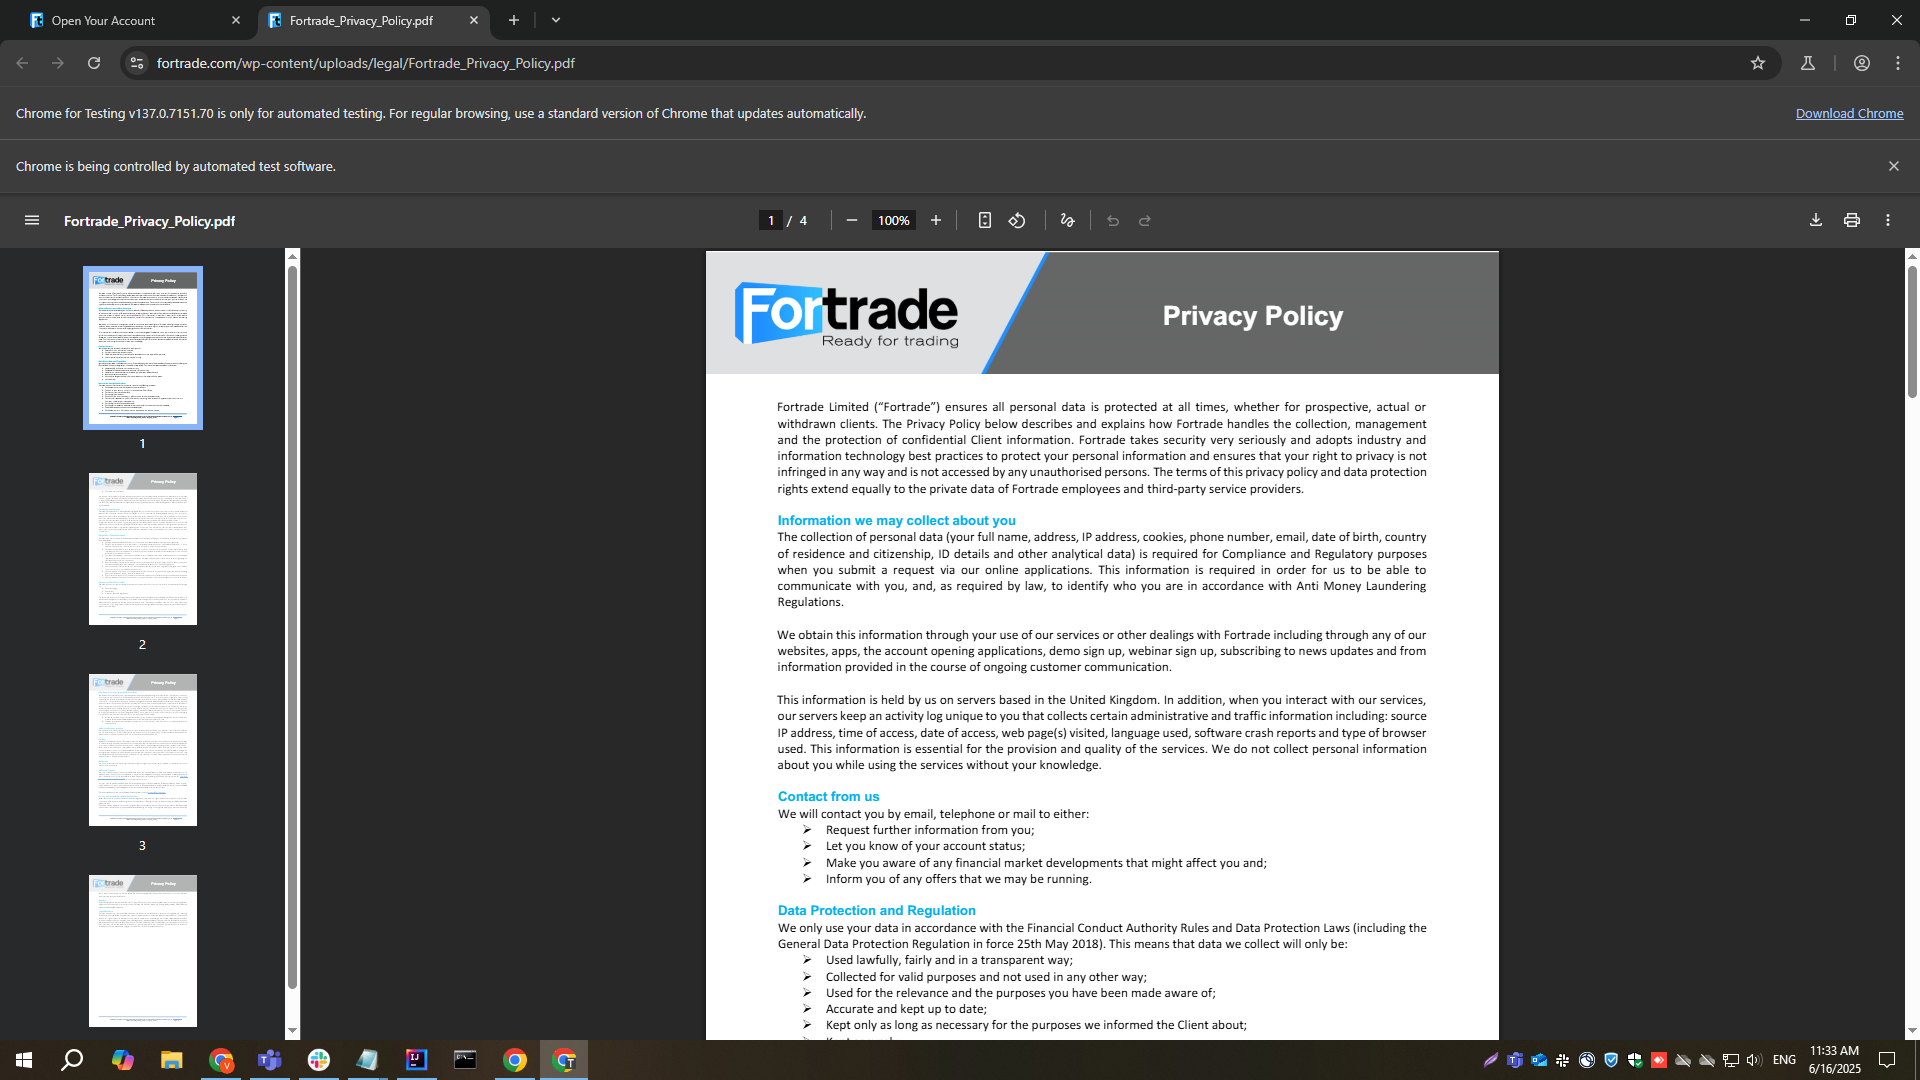 Open Your Account
Fortrade_Privacy_Policy.pdf
fortrade.com/wp-content/uploads/legal/Fortrade_Privacy_Policy.pdf
Chrome for Testing v137.0.7151.70 is only for automated testing. For regular browsing, use a standard version of Chrome that updates automatically.
Download Chrome
Chrome is being controlled by automated test software.
Fortrade_Privacy_Policy.pdf
1 / 4
100%
Fortrade
Ready for trading
Privacy Policy
Fortrade Limited (“Fortrade”) ensures all personal data is protected at all times, whether for prospective, actual or
withdrawn clients. The Privacy Policy below describes and explains how Fortrade handles the collection, management
and the protection of confidential Client information. Fortrade takes security very seriously and adopts industry and
information technology best practices to protect your personal information and ensures that your right to privacy is not
infringed in any way and is not accessed by any unauthorised persons. The terms of this privacy policy and data protection
rights extend equally to the private data of Fortrade employees and third-party service providers.
Information we may collect about you
The collection of personal data (your full name, address, IP address, cookies, phone number, email, date of birth, country
of residence and citizenship, ID details and other analytical data) is required for Compliance and Regulatory purposes
when you submit a request via our online applications. This information is required in order for us to be able to
communicate with you, and, as required by law, to identify who you are in accordance with Anti Money Laundering
Regulations.
We obtain this information through your use of our services or other dealings with Fortrade including through any of our
websites, apps, the account opening applications, demo sign up, webinar sign up, subscribing to news updates and from
information provided in the course of ongoing customer communication.
This information is held by us on servers based in the United Kingdom. In addition, when you interact with our services,
our servers keep an activity log unique to you that collects certain administrative and traffic information including: source
IP address, time of access, date of access, web page(s) visited, language used, software crash reports and type of browser
used. This information is essential for the provision and quality of the services. We do not collect personal information
about you while using the services without your knowledge.
Contact from us
We will contact you by email, telephone or mail to either:
➢ Request further information from you;
➢ Let you know of your account status;
➢ Make you aware of any financial market developments that might affect you and;
➢ Inform you of any offers that we may be running.
Data Protection and Regulation
We only use your data in accordance with the Financial Conduct Authority Rules and Data Protection Laws (including the
General Data Protection Regulation in force 25th May 2018). This means that data we collect will only be:
➢ Used lawfully, fairly and in a transparent way;
➢ Collected for valid purposes and not used in any other way;
➢ Used for the relevance and the purposes you have been made aware of;
➢ Accurate and kept up to date;
➢ Kept only as long as necessary for the purposes we informed the Client about;
Fortrade
Privacy Policy
1
Fortrade
Privacy Policy
2
Fortrade
Privacy Policy
3
Fortrade
Privacy Policy
ENG
11:33 AM
6/16/2025